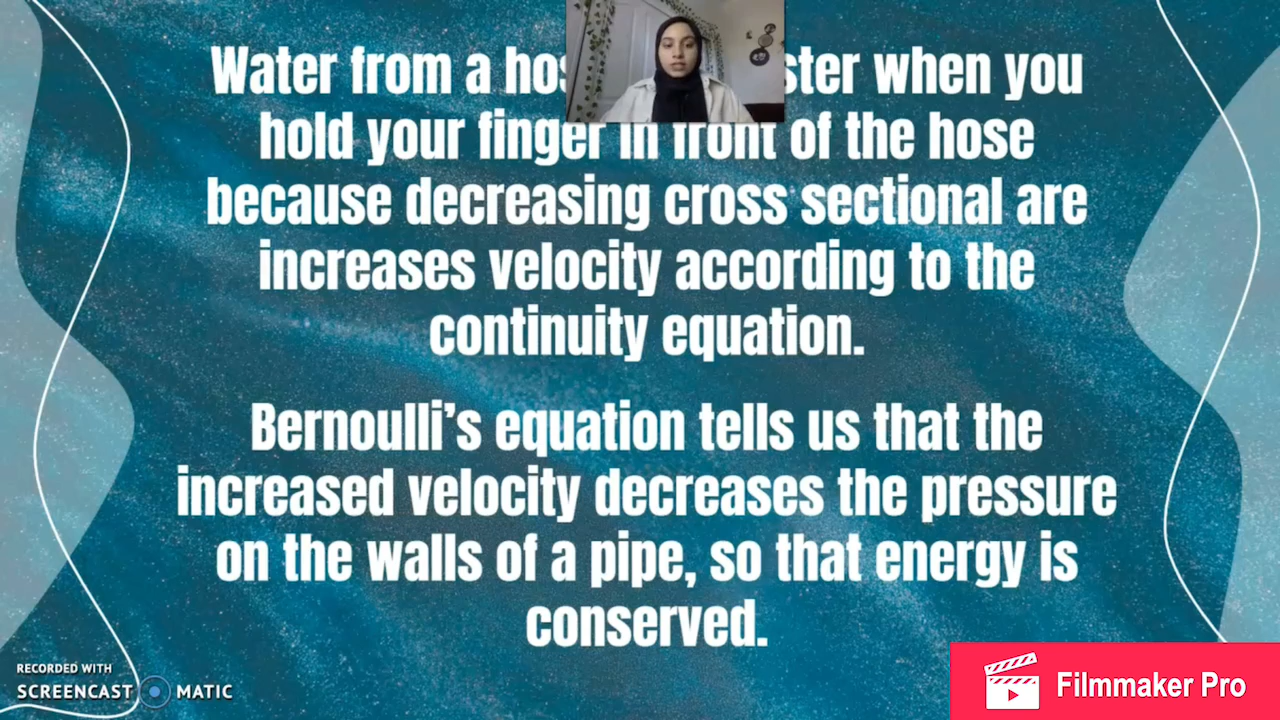 Water from a hos ster when you
hold your finger in front of the hose
because decreasing cross sectional are
increases velocity according to the
continuity equation.
Bernoulli's equation tells us that the
increased velocity decreases the pressure
on the walls of a pipe, so that energy is
conserved.
RECORDED WITH
SCREENCAST MATIC
Filmmaker Pro